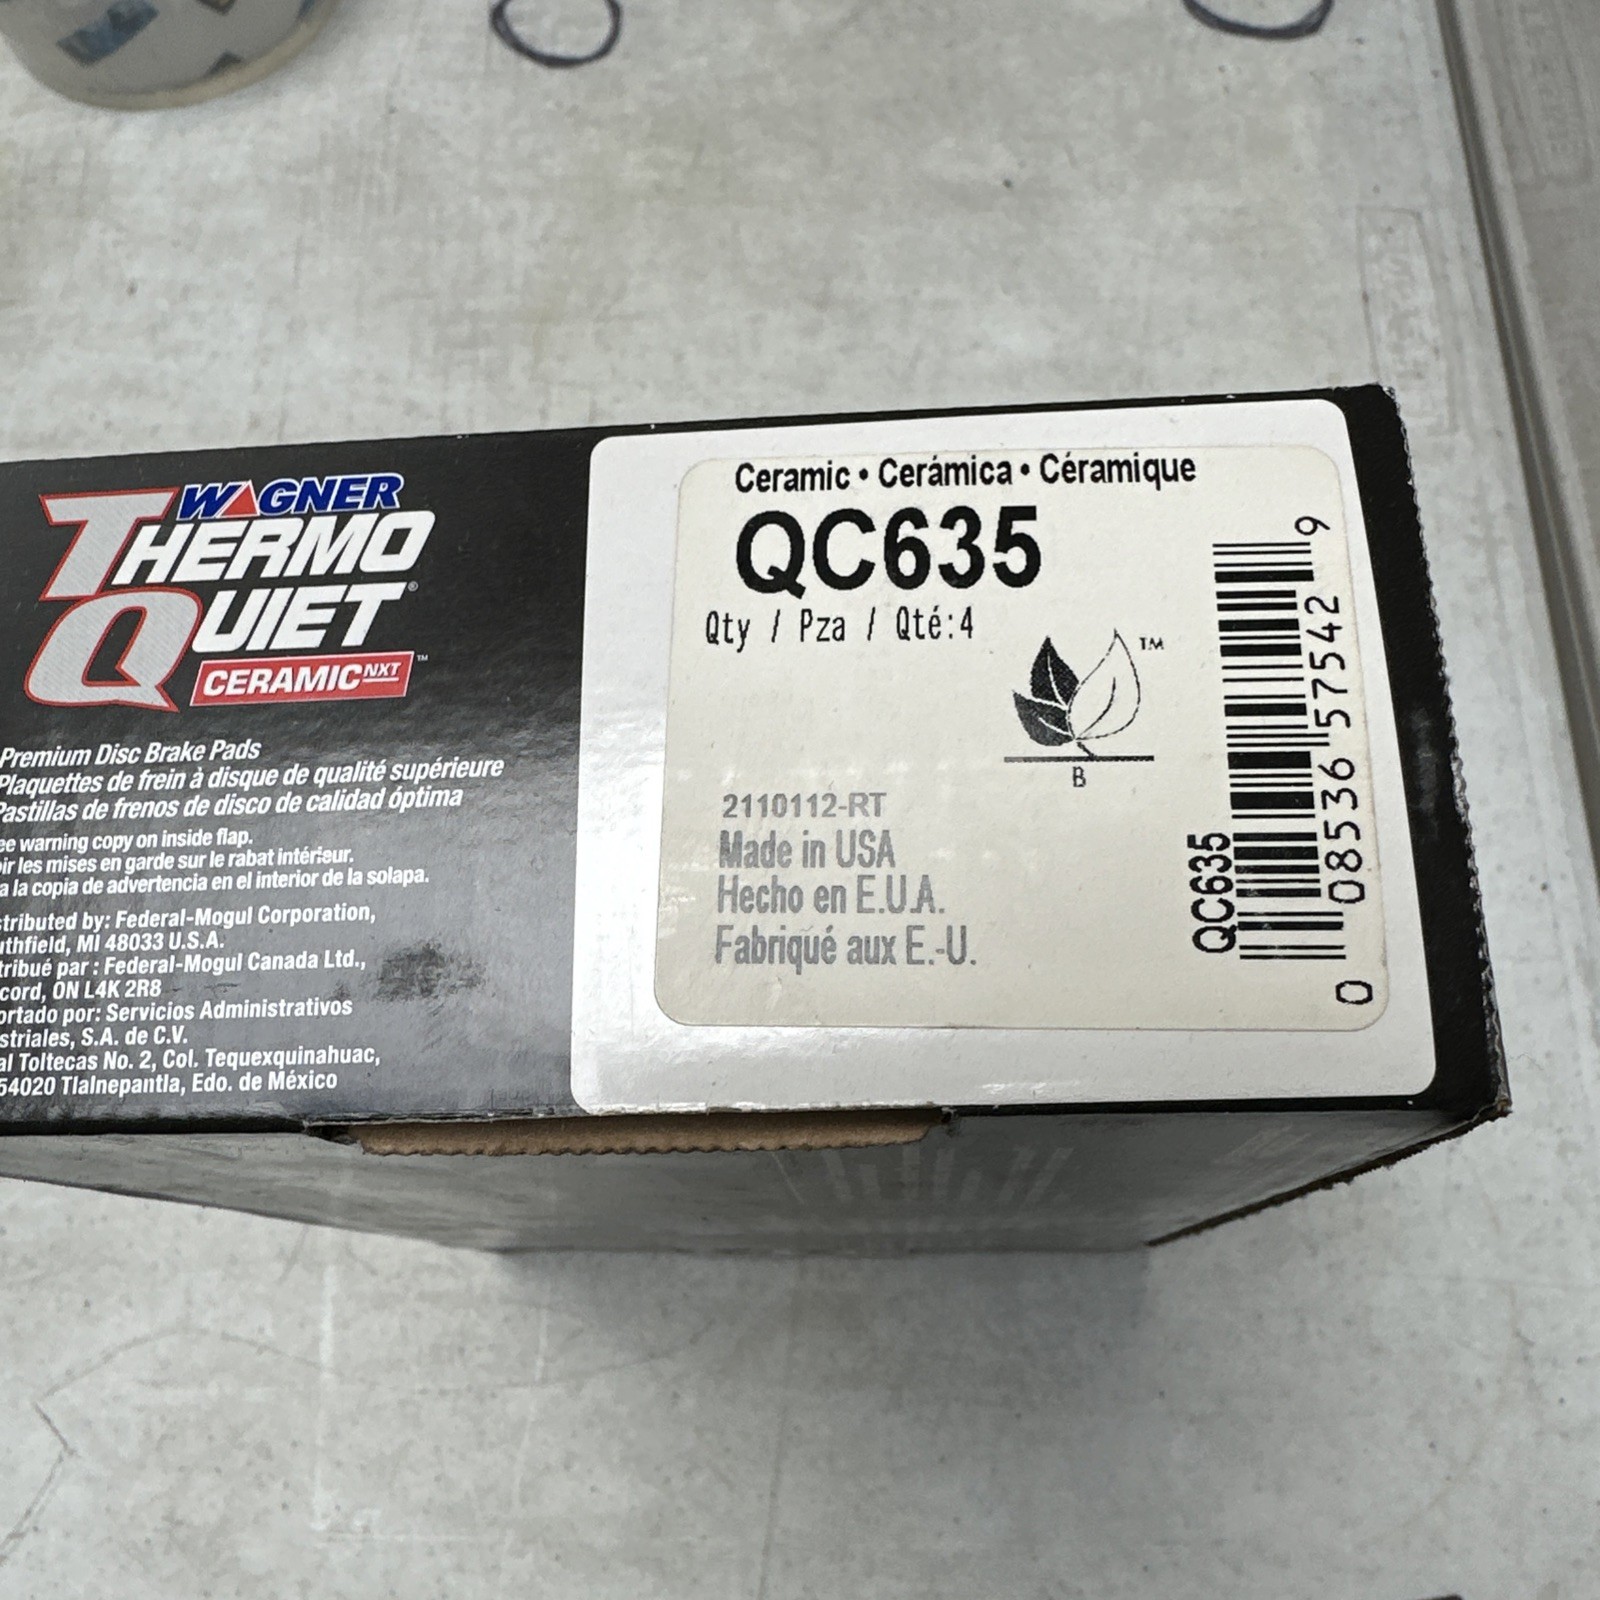 WAGNER
THERMO
QUIET®
CERAMICNXT™
Premium Disc Brake Pads
Plaquettes de frein à disque de qualité supérieure
Pastillas de frenos de disco de calidad óptima
ee warning copy on inside flap.
ir les mises en garde sur le rabat intérieur.
a la copia de advertencia en el interior de la solapa.
stributed by: Federal-Mogul Corporation,
uthfield, MI 48033 U.S.A.
tribué par : Federal-Mogul Canada Ltd.,
cord, ON L4K 2R8
ortado por: Servicios Administrativos
striales, S.A. de C.V.
al Toltecas No. 2, Col. Tequexquinahuac,
54020 Tlalnepantla, Edo. de México
Ceramic • Cerámica • Céramique
QC635
Qty / Pza / Qté:4
TM
B
2110112-RT
Made in USA
Hecho en E.U.A.
Fabriqué aux E.-U.
QC635
0 08536 57542 9